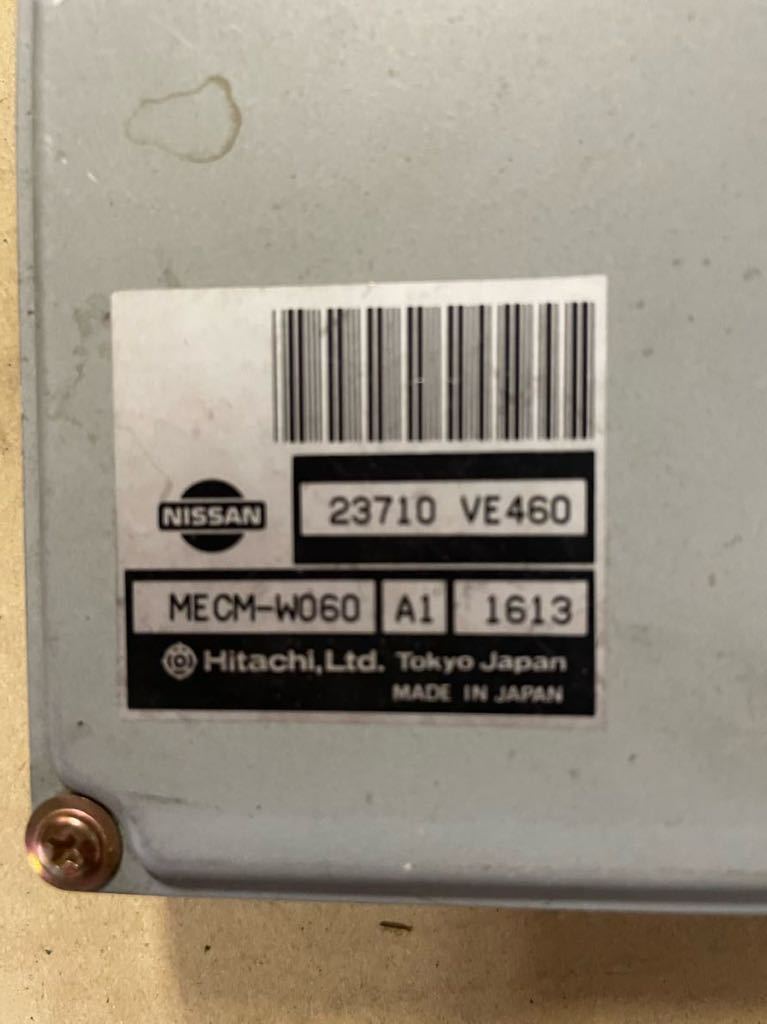 NISSAN
23710 VE460
MECM-W060 A1 1613
Hitachi,Ltd. Tokyo Japan
MADE IN JAPAN